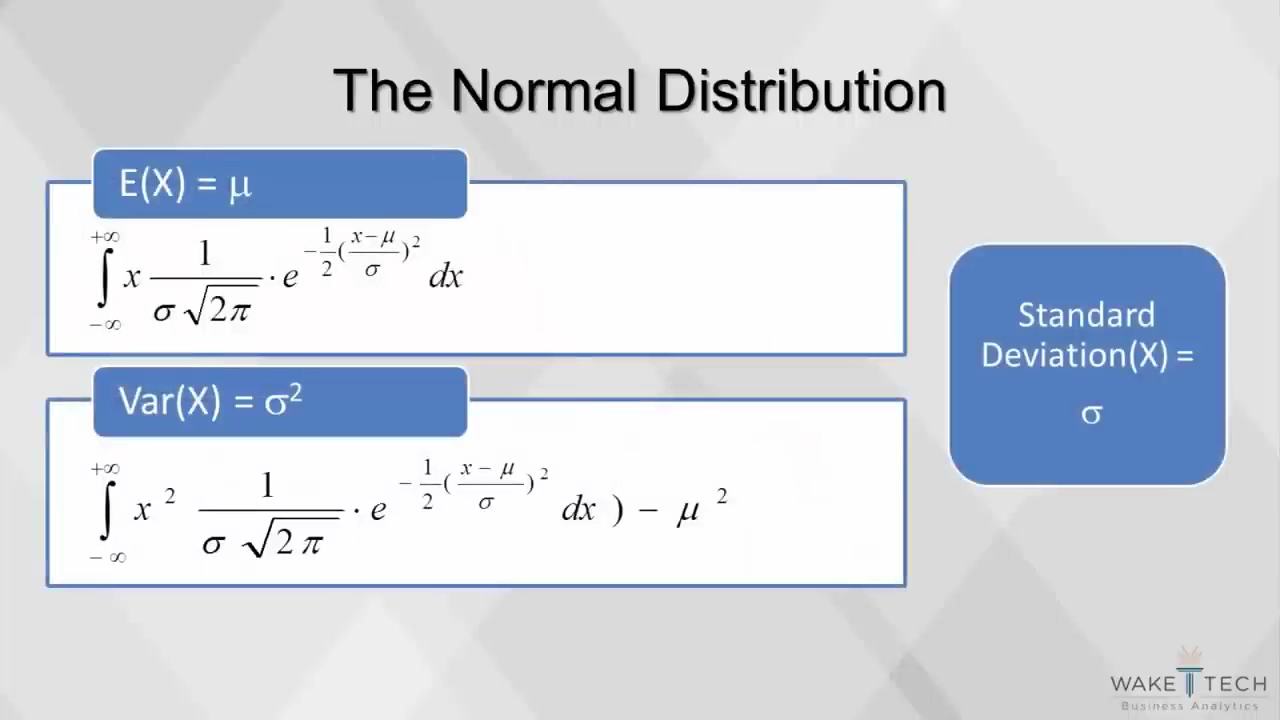 The Normal Distribution
E(X) = μ
∫₋∞⁺∞ x 1/(σ√2π) · e^(−1/2((x−μ)/σ)²) dx
Var(X) = σ²
∫₋∞⁺∞ x² 1/(σ√2π) · e^(−1/2((x−μ)/σ)²) dx ) − μ²
Standard
Deviation(X) =
σ
WAKE TECH
Business Analytics